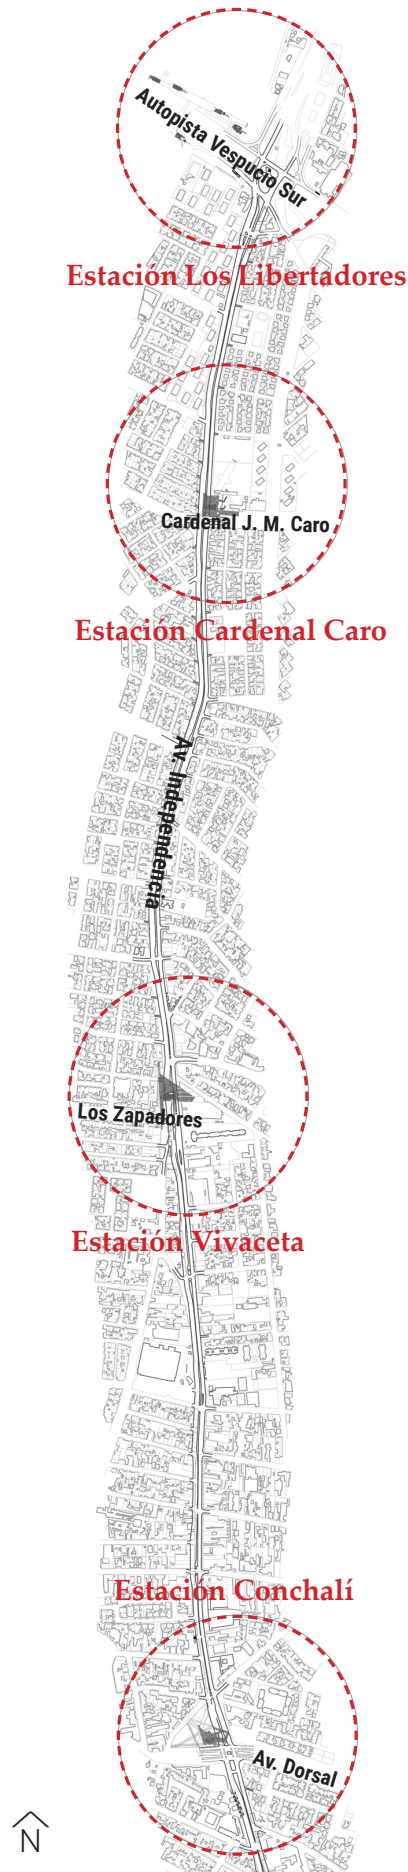 Autopista Vespucio Sur
Estación Los Libertadores
Cardenal J. M. Caro
Estación Cardenal Caro
Av. Independencia
Los Zapadores
Estación Vivaceta
Estación Conchalí
Av. Dorsal
N